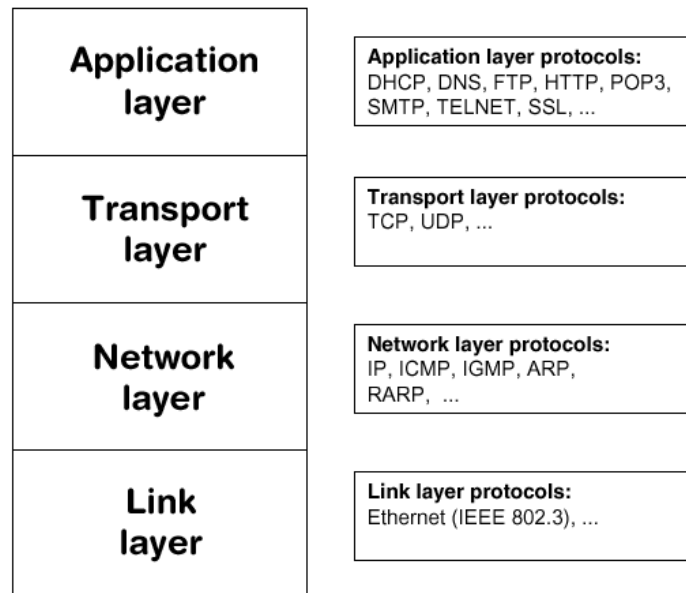 Application
layer
Application layer protocols:
DHCP, DNS, FTP, HTTP, POP3,
SMTP, TELNET, SSL, ...
Transport
layer
Transport layer protocols:
TCP, UDP, ...
Network
layer
Network layer protocols:
IP, ICMP, IGMP, ARP,
RARP, ...
Link
layer
Link layer protocols:
Ethernet (IEEE 802.3), ...